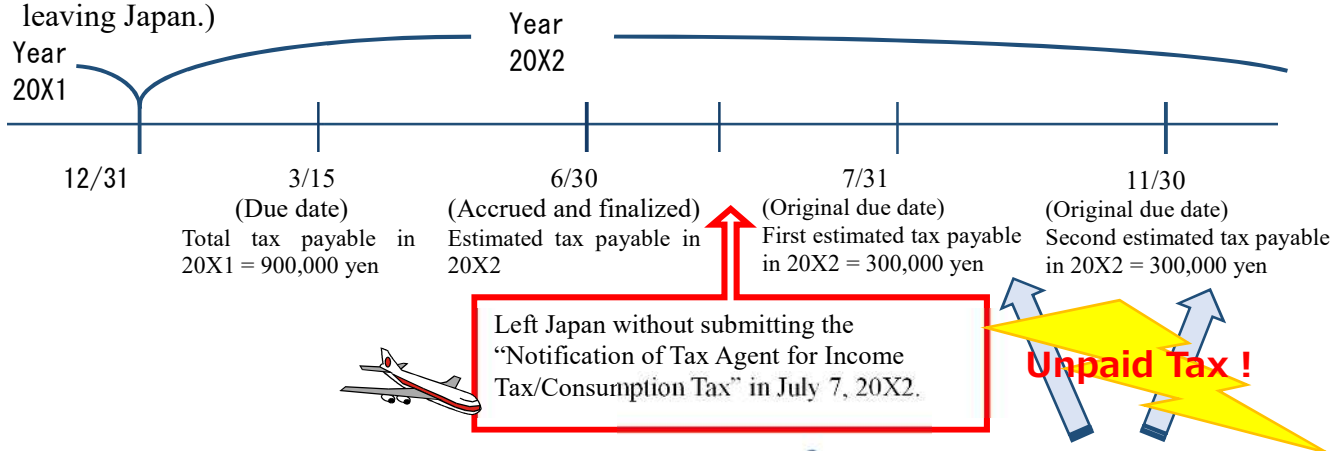 leaving Japan.)
Year
20X1
Year
20X2
12/31
3/15
(Due date)
Total tax payable in
20X1 = 900,000 yen
6/30
(Accrued and finalized)
Estimated tax payable in
20X2
7/31
(Original due date)
First estimated tax payable
in 20X2 = 300,000 yen
11/30
(Original due date)
Second estimated tax payable
in 20X2 = 300,000 yen
Left Japan without submitting the
“Notification of Tax Agent for Income
Tax/Consumption Tax” in July 7, 20X2.
Unpaid Tax !